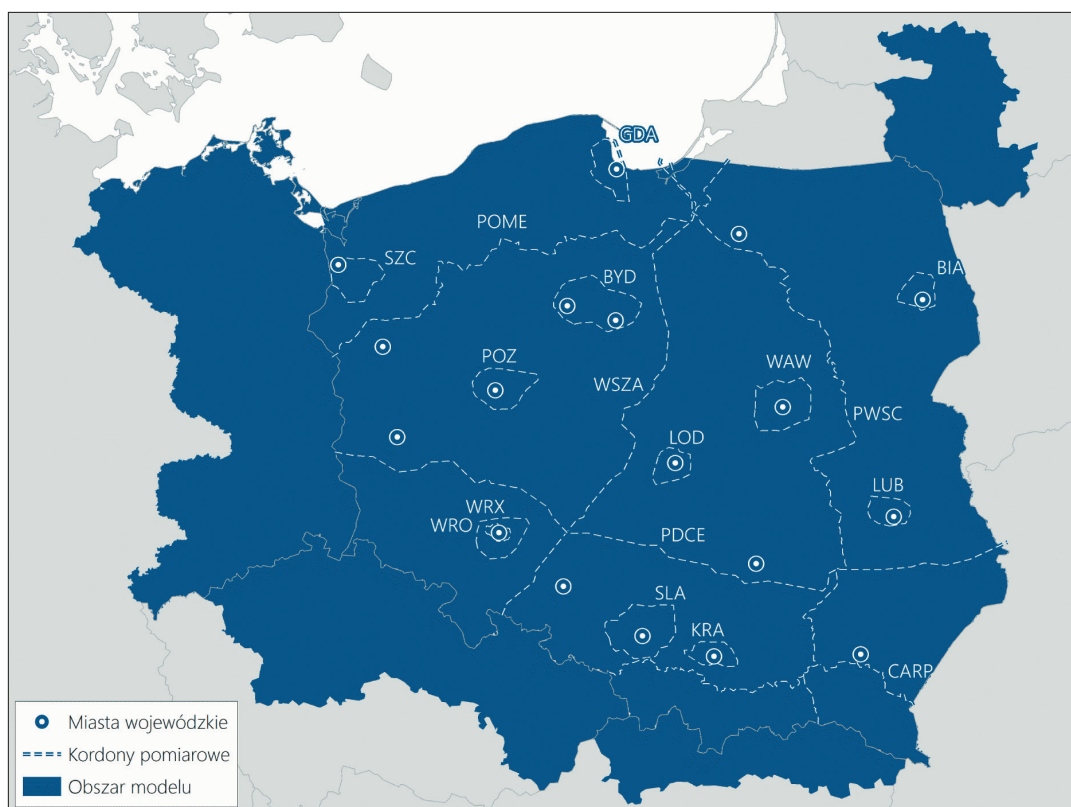 GDA
POME
SZC
BYD
BIA
POZ
WSZA
WAW
PWSC
LOD
LUB
WRX
WRO
PDCE
SLA
KRA
CARP
Miasta wojewódzkie
Kordony pomiarowe
Obszar modelu